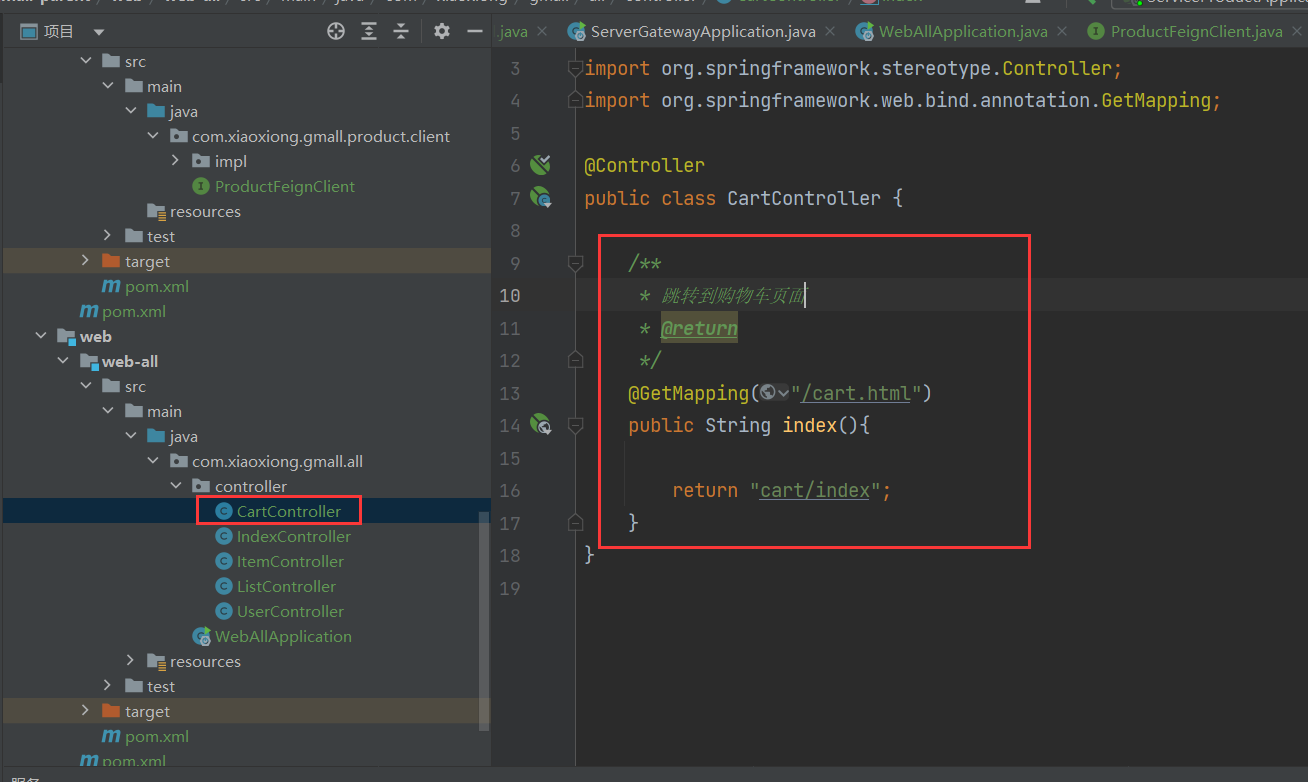 项目
.java
ServerGatewayApplication.java
WebAllApplication.java
ProductFeignClient.java
src
main
java
com.xiaoxiong.gmall.product.client
impl
ProductFeignClient
resources
test
target
pom.xml
pom.xml
web
web-all
src
main
java
com.xiaoxiong.gmall.all
controller
CartController
IndexController
ItemController
ListController
UserController
WebAllApplication
resources
test
target
pom.xml
pom.xml
3 import org.springframework.stereotype.Controller;
4 import org.springframework.web.bind.annotation.GetMapping;
5
6 @Controller
7 public class CartController {
8
9 /**
10 * 跳转到购物车页面
11 * @return
12 */
13 @GetMapping("/cart.html")
14 public String index(){
15
16 return "cart/index";
17 }
18 }
19